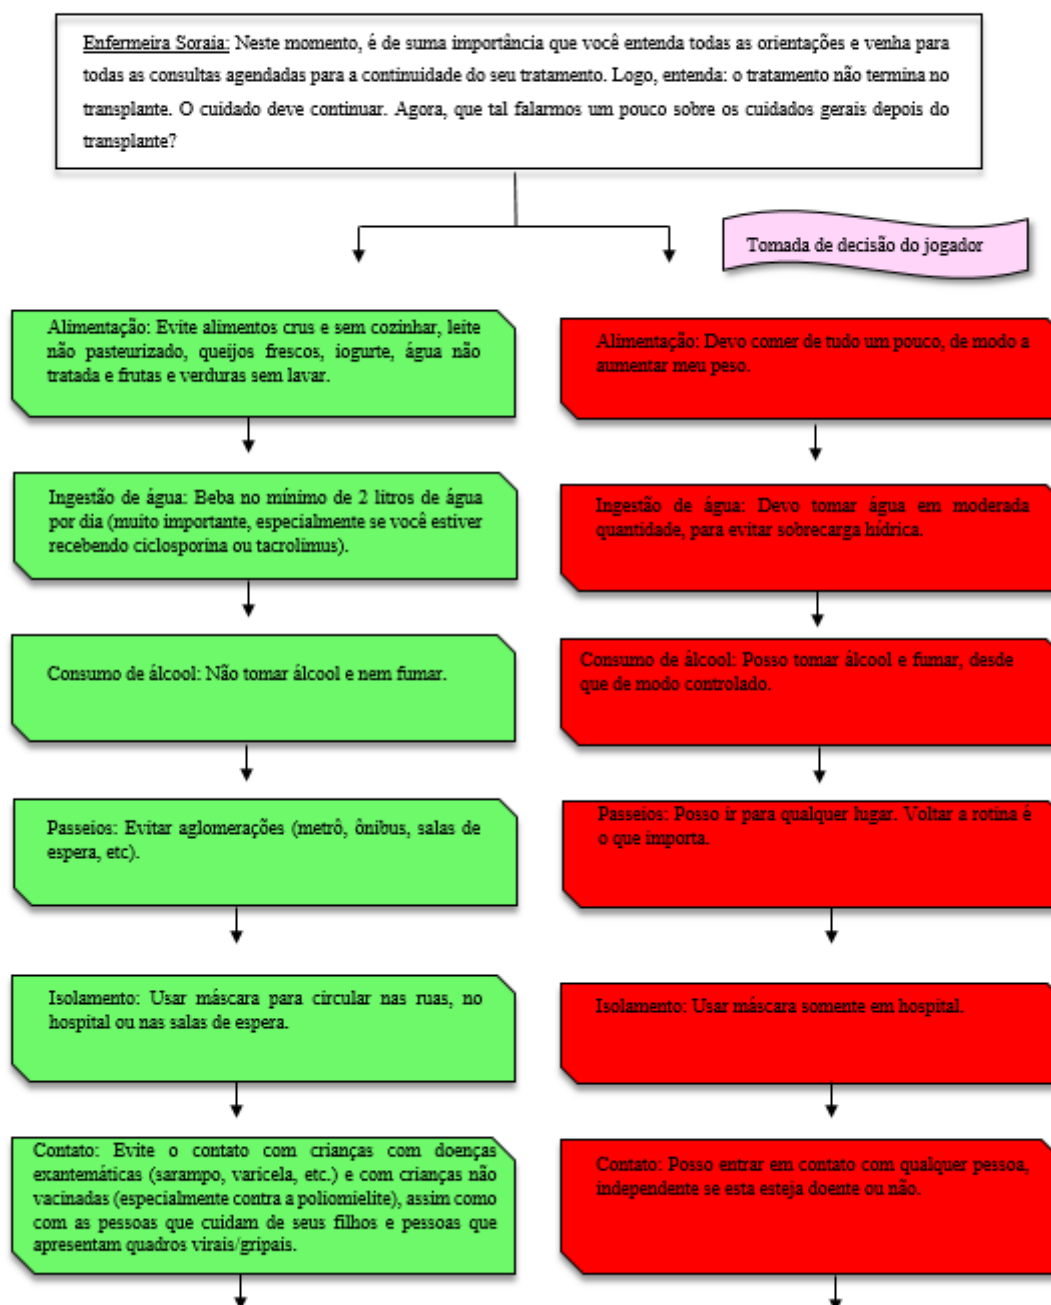 Enfermeira Soraia: Neste momento, é de suma importância que você entenda todas as orientações e venha para
todas as consultas agendadas para a continuidade do seu tratamento. Logo, entenda: o tratamento não termina no
transplante. O cuidado deve continuar. Agora, que tal falarmos um pouco sobre os cuidados gerais depois do
transplante?
Tomada de decisão do jogador
Alimentação: Evite alimentos crus e sem cozinhar, leite
não pasteurizado, queijos frescos, iogurte, água não
tratada e frutas e verduras sem lavar.
Alimentação: Devo comer de tudo um pouco, de modo a
aumentar meu peso.
Ingestão de água: Beba no mínimo de 2 litros de água
por dia (muito importante, especialmente se você estiver
recebendo ciclosporina ou tacrolimus).
Ingestão de água: Devo tomar água em moderada
quantidade, para evitar sobrecarga hídrica.
Consumo de álcool: Não tomar álcool e nem fumar.
Consumo de álcool: Posso tomar álcool e fumar, desde
que de modo controlado.
Passeios: Evitar aglomerações (metrô, ônibus, salas de
espera, etc).
Passeios: Posso ir para qualquer lugar. Voltar a rotina é
o que importa.
Isolamento: Usar máscara para circular nas ruas, no
hospital ou nas salas de espera.
Isolamento: Usar máscara somente em hospital.
Contato: Evite o contato com crianças com doenças
exantemáticas (sarampo, varicela, etc.) e com crianças não
vacinadas (especialmente contra a poliomielite), assim como
com as pessoas que cuidam de seus filhos e pessoas que
apresentam quadros virais/gripais.
Contato: Posso entrar em contato com qualquer pessoa,
independente se esta esteja doente ou não.